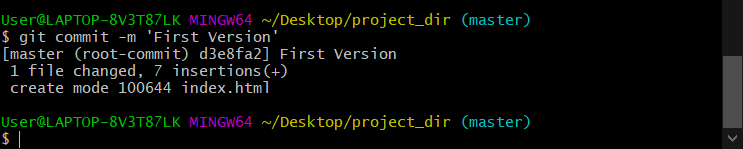 User@LAPTOP-8V3T87LK MINGW64 ~/Desktop/project_dir (master)
$ git commit -m 'First Version'
[master (root-commit) d3e8fa2] First Version
 1 file changed, 7 insertions(+)
 create mode 100644 index.html

User@LAPTOP-8V3T87LK MINGW64 ~/Desktop/project_dir (master)
$